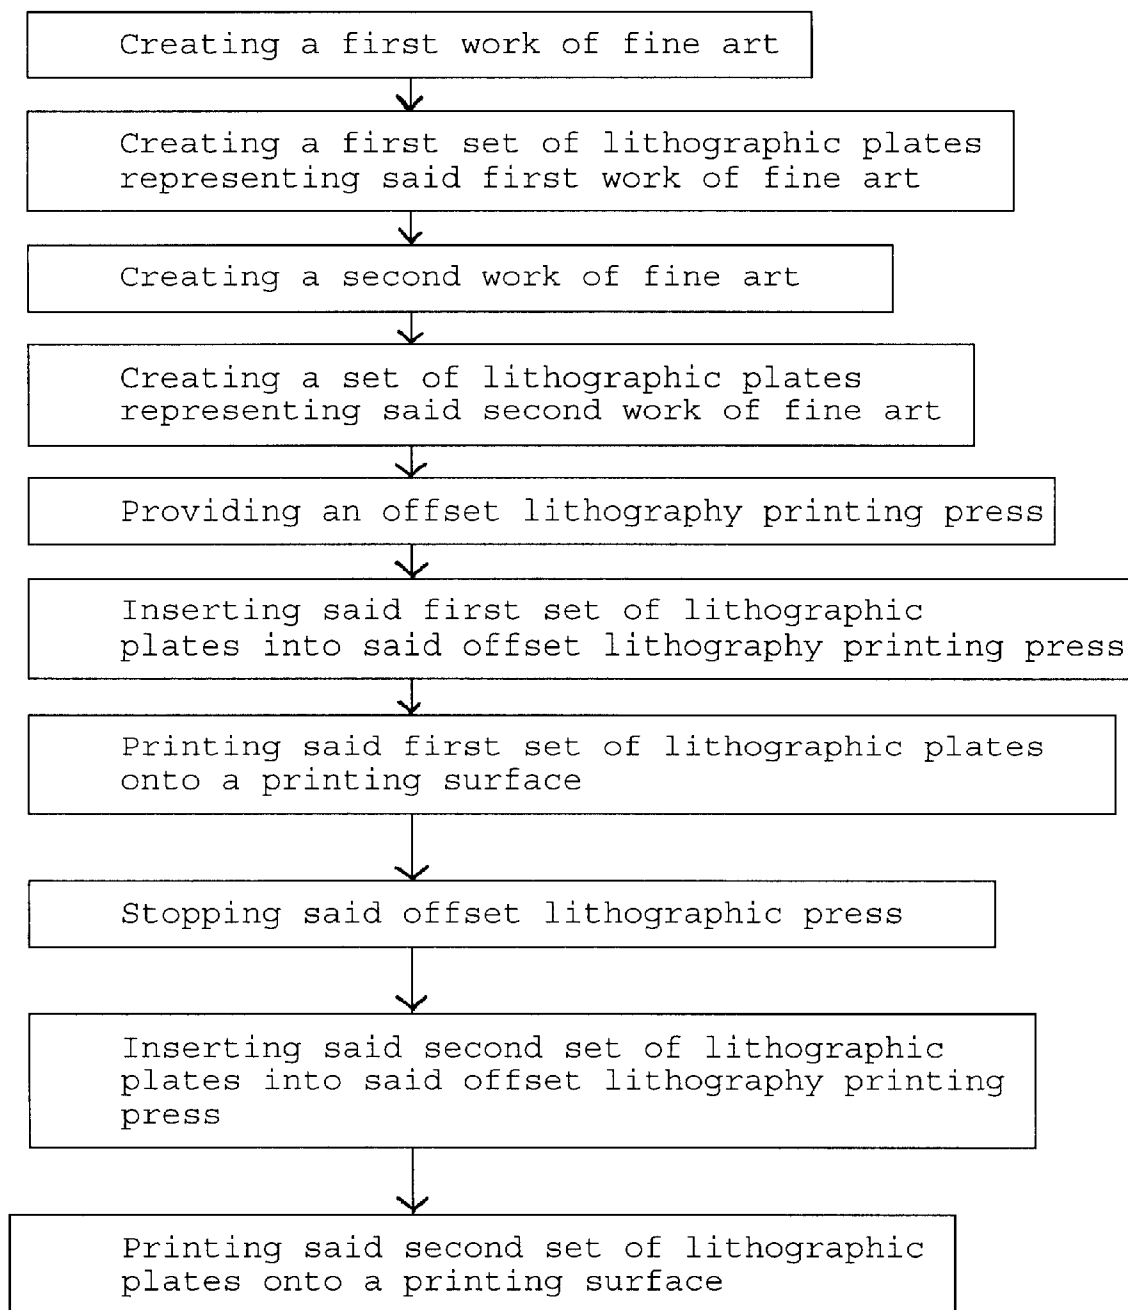 Creating a first work of fine art
Creating a first set of lithographic plates
representing said first work of fine art
Creating a second work of fine art
Creating a set of lithographic plates
representing said second work of fine art
Providing an offset lithography printing press
Inserting said first set of lithographic
plates into said offset lithography printing press
Printing said first set of lithographic plates
onto a printing surface
Stopping said offset lithographic press
Inserting said second set of lithographic
plates into said offset lithography printing
press
Printing said second set of lithographic
plates onto a printing surface